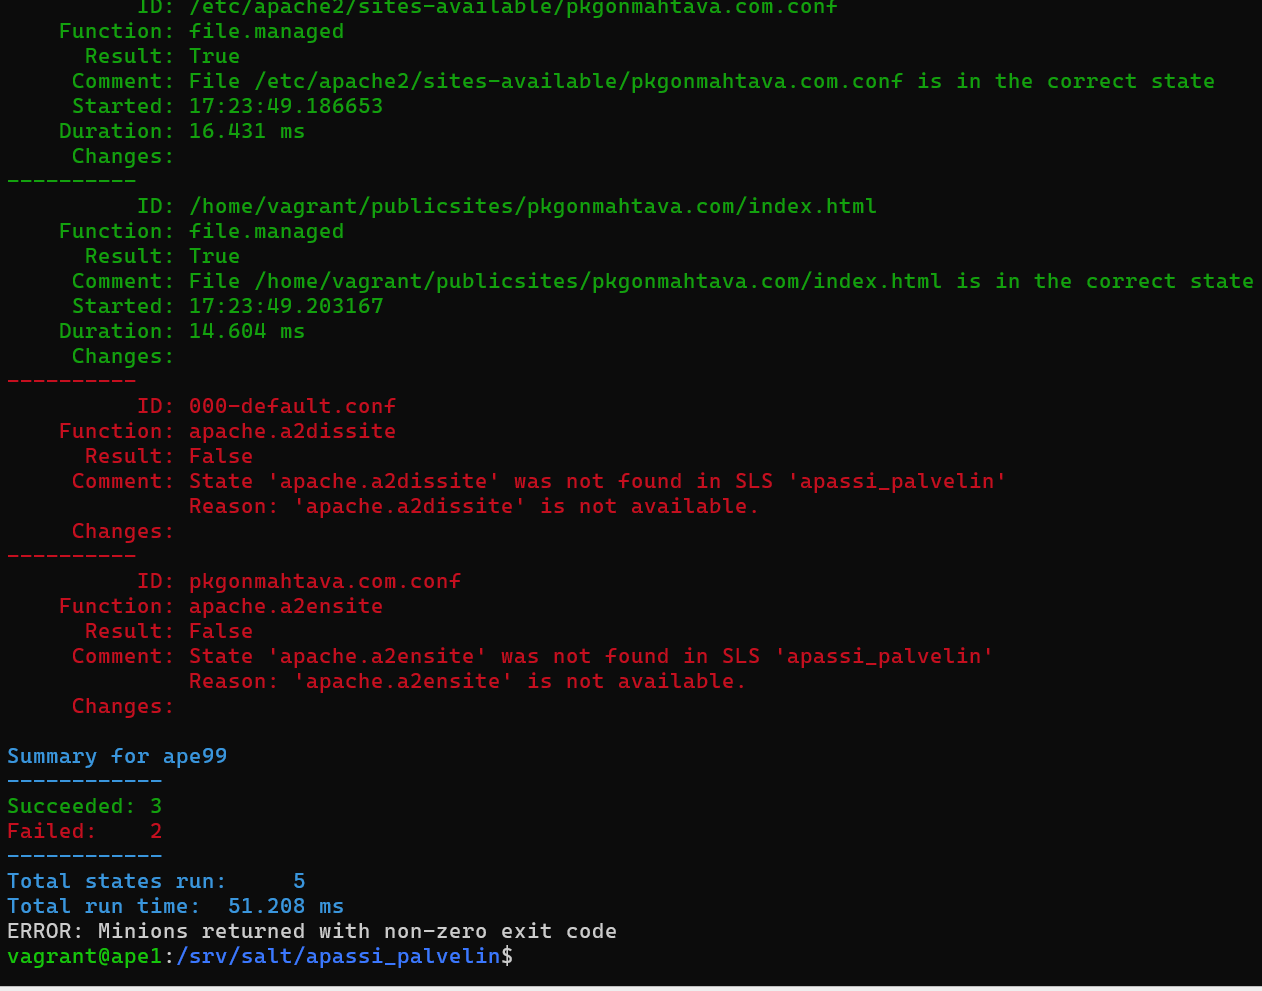 ID: /etc/apache2/sites-available/pkgonmahtava.com.conf
Function: file.managed
Result: True
Comment: File /etc/apache2/sites-available/pkgonmahtava.com.conf is in the correct state
Started: 17:23:49.186653
Duration: 16.431 ms
Changes:
----------
ID: /home/vagrant/publicsites/pkgonmahtava.com/index.html
Function: file.managed
Result: True
Comment: File /home/vagrant/publicsites/pkgonmahtava.com/index.html is in the correct state
Started: 17:23:49.203167
Duration: 14.604 ms
Changes:
----------
ID: 000-default.conf
Function: apache.a2dissite
Result: False
Comment: State 'apache.a2dissite' was not found in SLS 'apassi_palvelin'
Reason: 'apache.a2dissite' is not available.
Changes:
----------
ID: pkgonmahtava.com.conf
Function: apache.a2ensite
Result: False
Comment: State 'apache.a2ensite' was not found in SLS 'apassi_palvelin'
Reason: 'apache.a2ensite' is not available.
Changes:
Summary for ape99
------------
Succeeded: 3
Failed: 2
------------
Total states run: 5
Total run time: 51.208 ms
ERROR: Minions returned with non-zero exit code
vagrant@ape1:/srv/salt/apassi_palvelin$